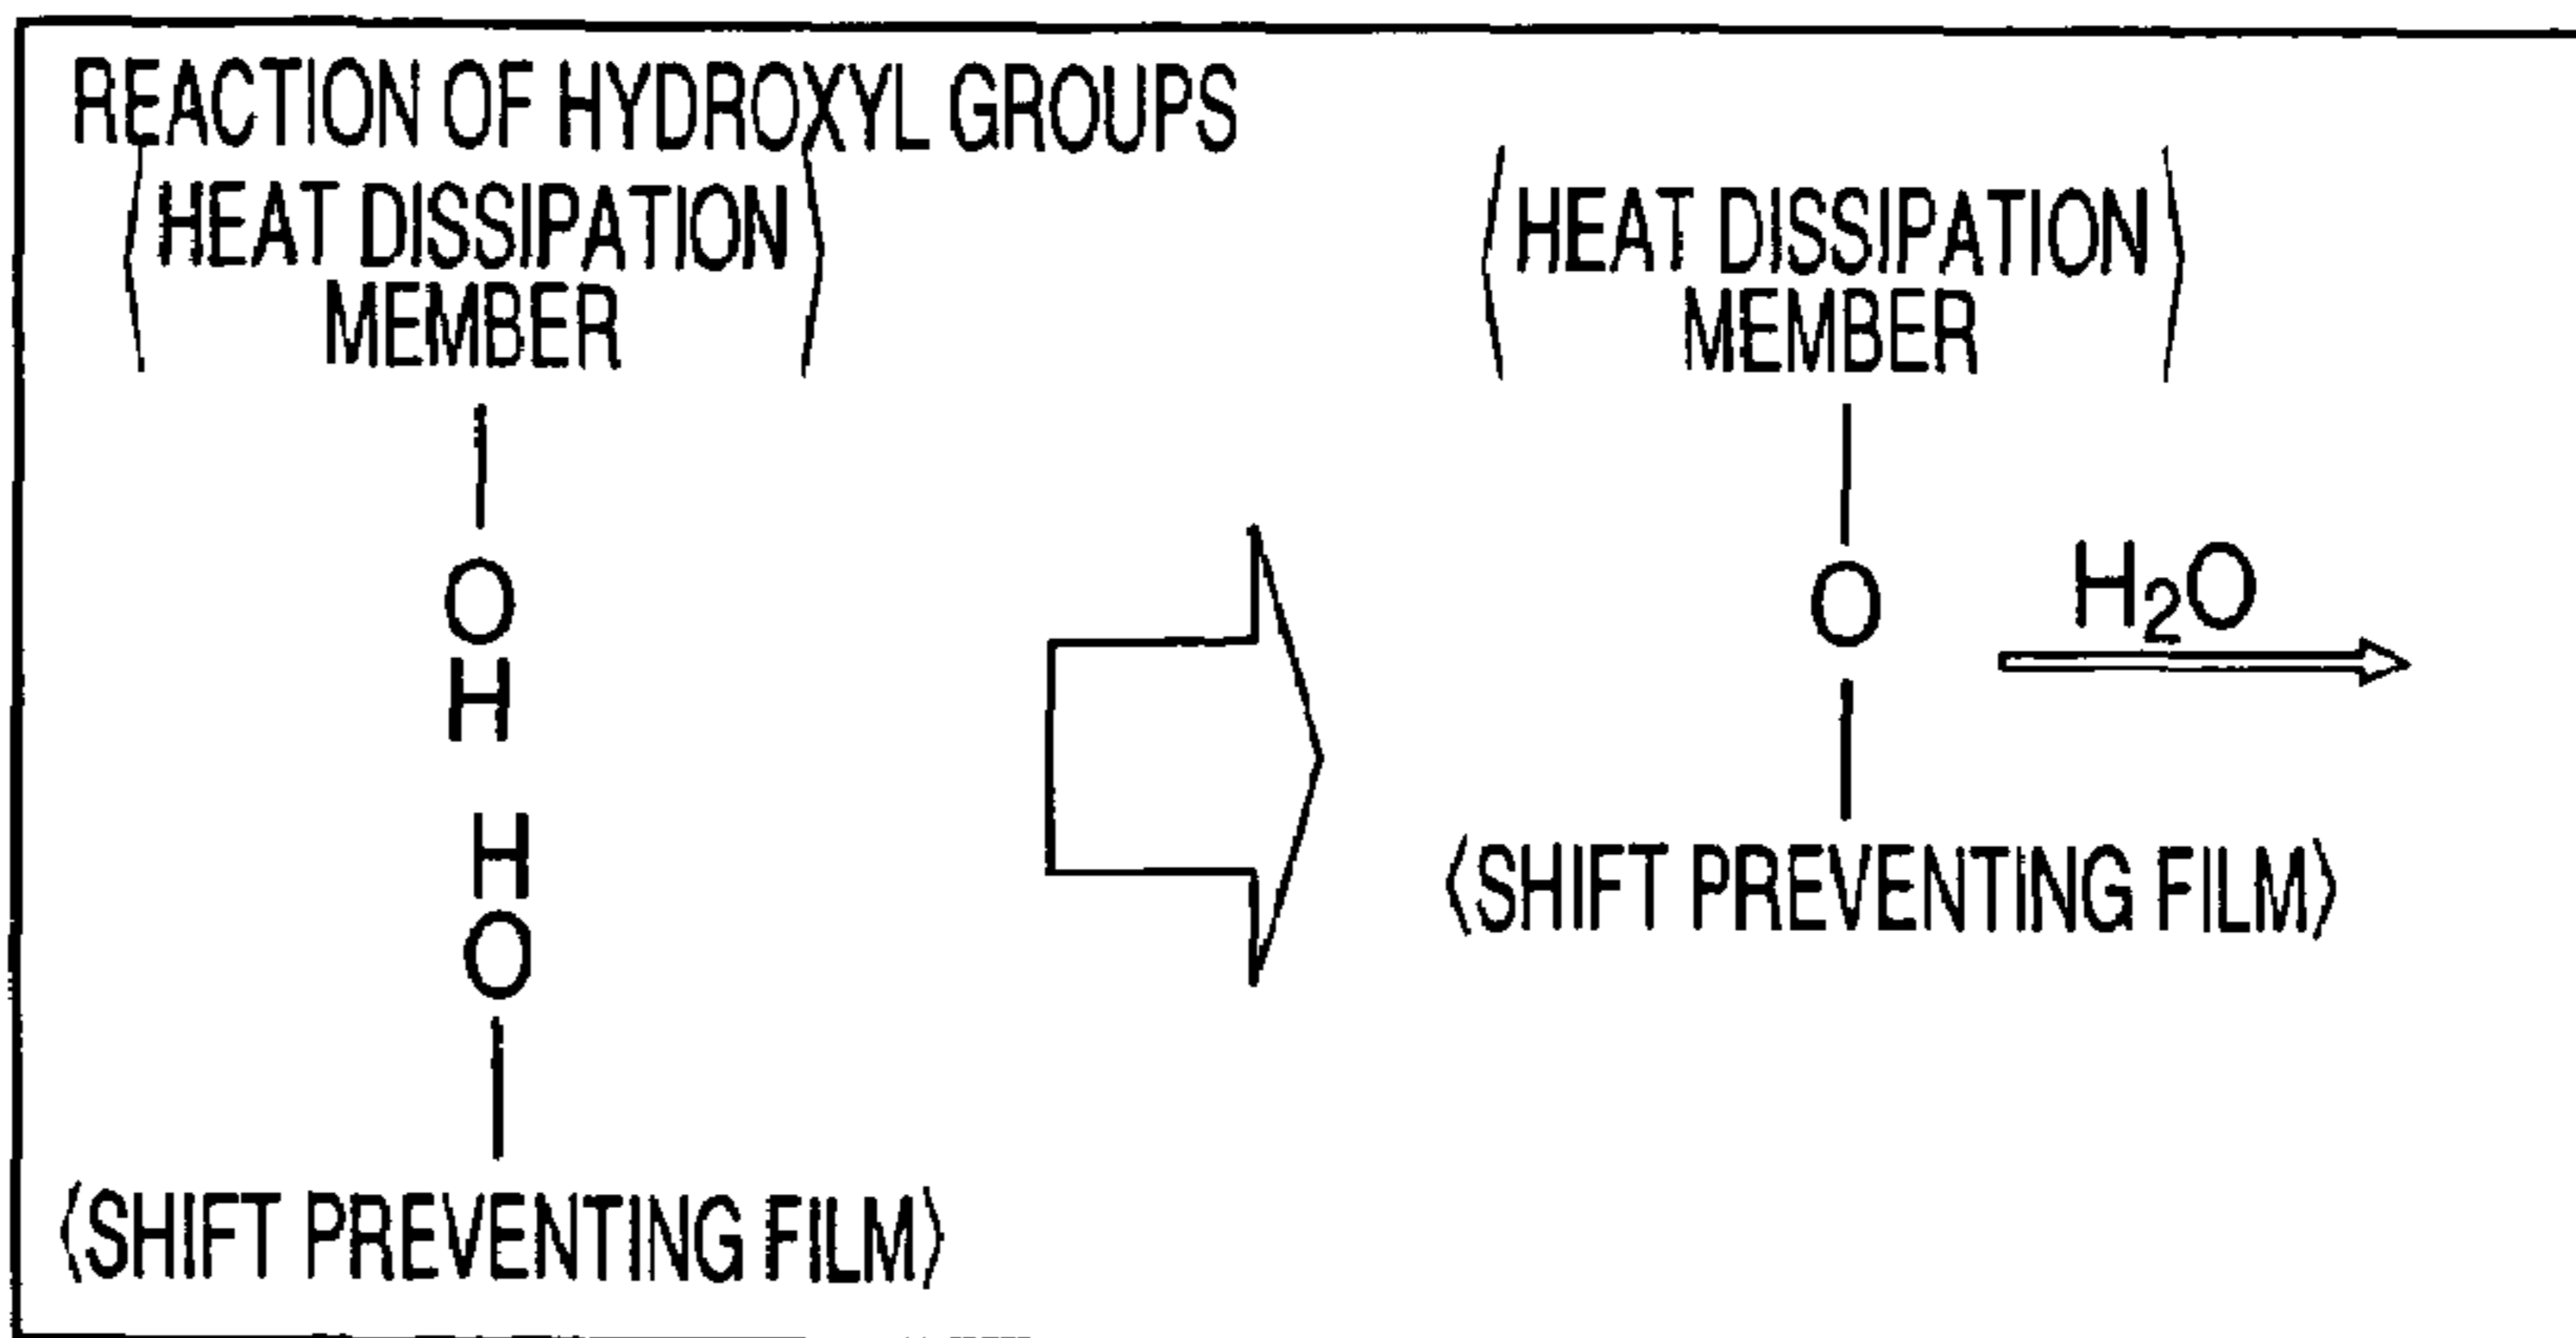 REACTION OF HYDROXYL GROUPS
⟨HEAT DISSIPATION
MEMBER⟩
O
H
H
O
⟨SHIFT PREVENTING FILM⟩
⟨HEAT DISSIPATION
MEMBER⟩
O
H₂O
⟨SHIFT PREVENTING FILM⟩